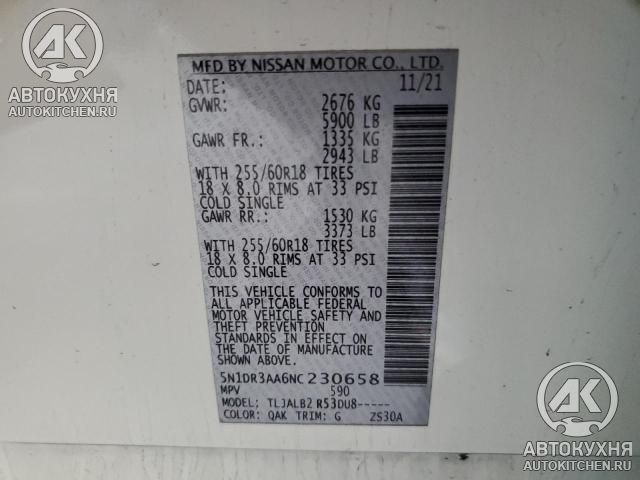 MFD BY NISSAN MOTOR CO., LTD.
DATE: 11/21
GVWR: 2676 KG
5900 LB
GAWR FR.: 1335 KG
2943 LB
WITH 255/60R18 TIRES
18 X 8.0 RIMS AT 33 PSI
COLD SINGLE
GAWR RR.: 1530 KG
3373 LB
WITH 255/60R18 TIRES
18 X 8.0 RIMS AT 33 PSI
COLD SINGLE
THIS VEHICLE CONFORMS TO
ALL APPLICABLE FEDERAL
MOTOR VEHICLE SAFETY AND
THEFT PREVENTION
STANDARDS IN EFFECT ON
THE DATE OF MANUFACTURE
SHOWN ABOVE.
5N1DR3AA6NC230658
MPV 590
MODEL: TLJALB2 R53DU8-----
COLOR: QAK TRIM: G ZS30A
АК
АВТОКУХНЯ
AUTOKITCHEN.RU
АК
АВТОКУХНЯ
AUTOKITCHEN.RU